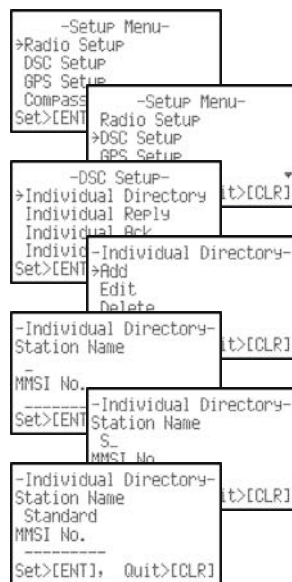 -Setup Menu-
→Radio Setup
DSC Setup
GPS Setup
Compass
Set>[ENT
-Setup Menu-
Radio Setup
→DSC Setup
GPS Setup
it>[CLR]
-DSC Setup-
→Individual Directory
Individual Reply
Individual Ack
Individ
Set>[ENT
-Individual Directory-
→Add
Edit
Delete
it>[CLR]
-Individual Directory-
Station Name
_
MMSI No.
Set>[ENT
-Individual Directory-
Station Name
S_
MMSI No.
it>[CLR]
-Individual Directory-
Station Name
Standard
MMSI No.
---------
Set>[ENT], Quit>[CLR]